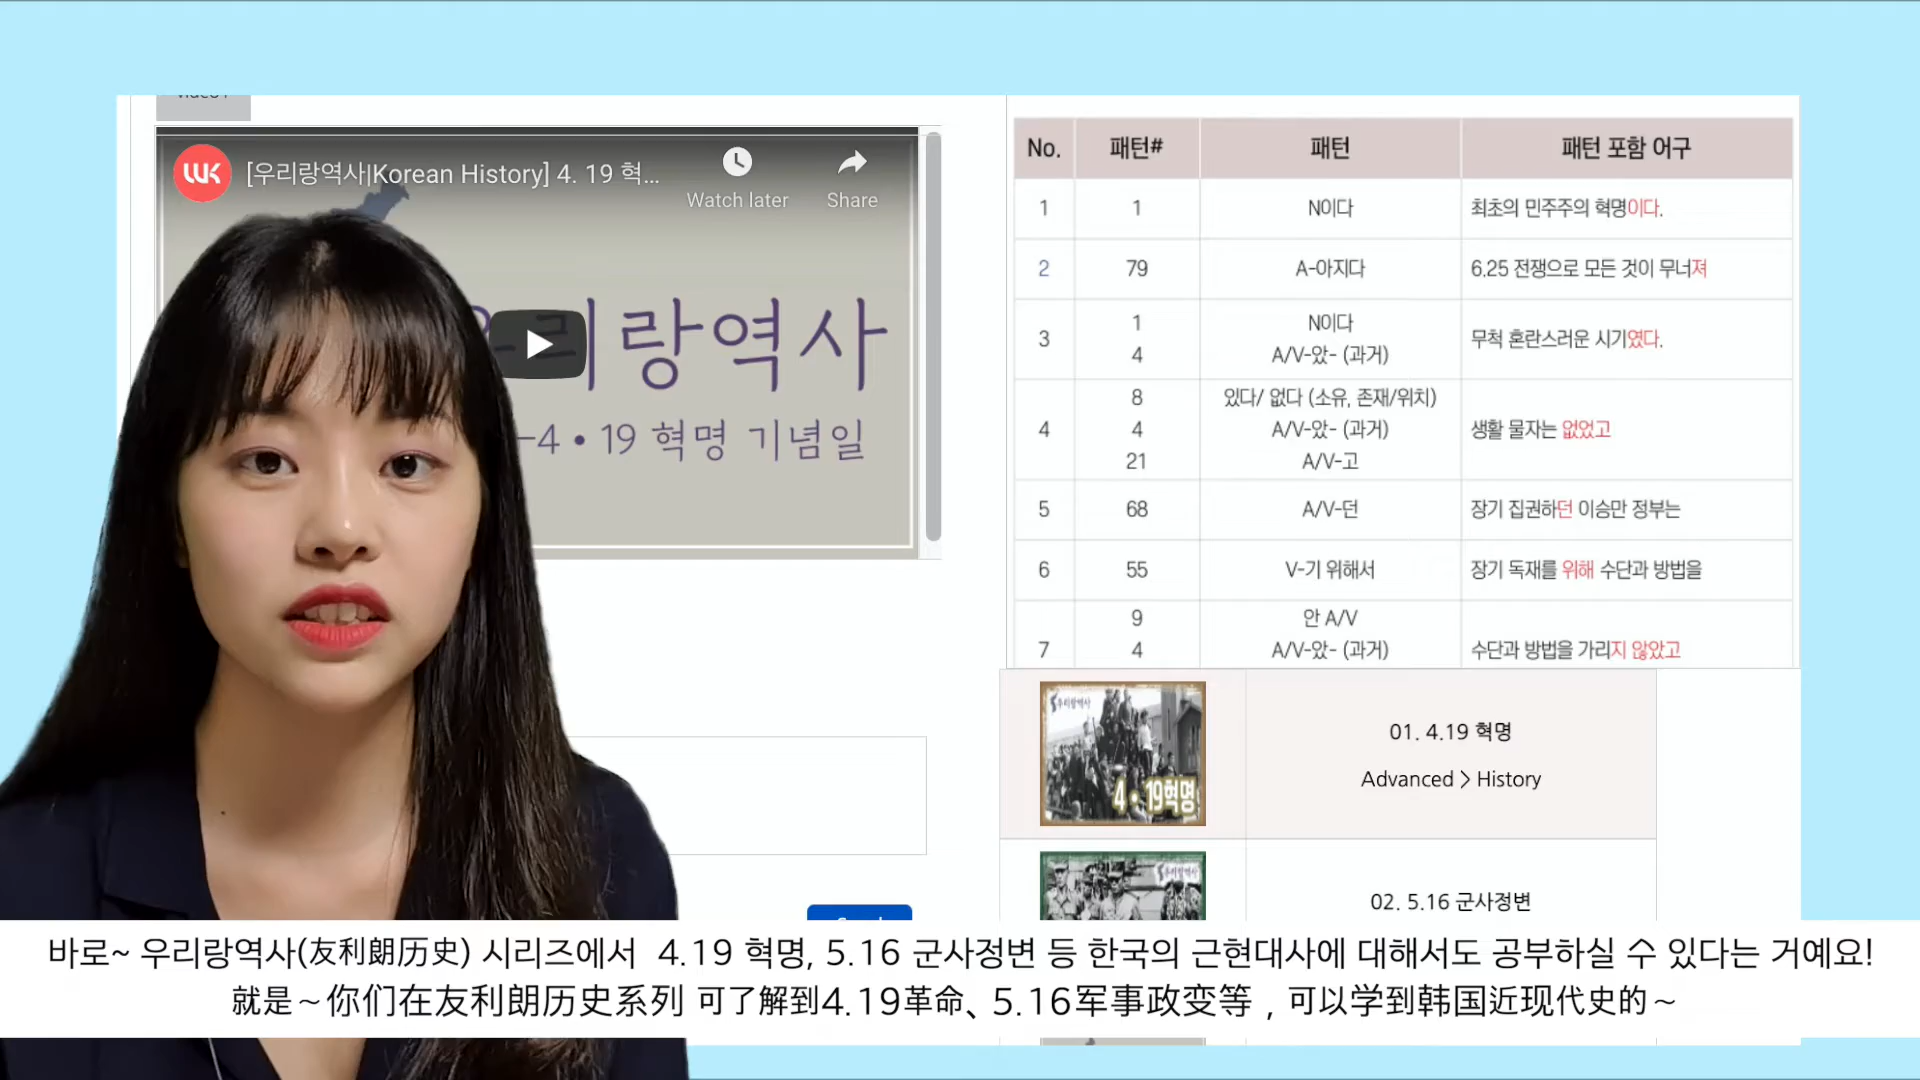 [우리랑역사|Korean History] 4. 19 혁...
Watch later
Share
리랑역사
4 • 19 혁명 기념일
No. 패턴# 패턴 패턴 포함 어구
1 1 N이다 최초의 민주주의 혁명이다.
2 79 A-아지다 6.25 전쟁으로 모든 것이 무너져
3 1 N이다 무척 혼란스러운 시기였다.
4 A/V-았- (과거)
8 있다/ 없다 (소유, 존재/위치)
4 4 A/V-았- (과거) 생활 물자는 없었고
21 A/V-고
5 68 A/V-던 장기 집권하던 이승만 정부는
6 55 V-기 위해서 장기 독재를 위해 수단과 방법을
9 안 A/V
7 4 A/V-았- (과거) 수단과 방법을 가리지 않았고
우리랑역사
4 • 19혁명
01. 4.19 혁명
Advanced > History
우리랑역사
02. 5.16 군사정변
바로~ 우리랑역사(友利朗历史) 시리즈에서 4.19 혁명, 5.16 군사정변 등 한국의 근현대사에 대해서도 공부하실 수 있다는 거예요!
就是～你们在友利朗历史系列 可了解到4.19革命、5.16军事政变等，可以学到韩国近现代史的～